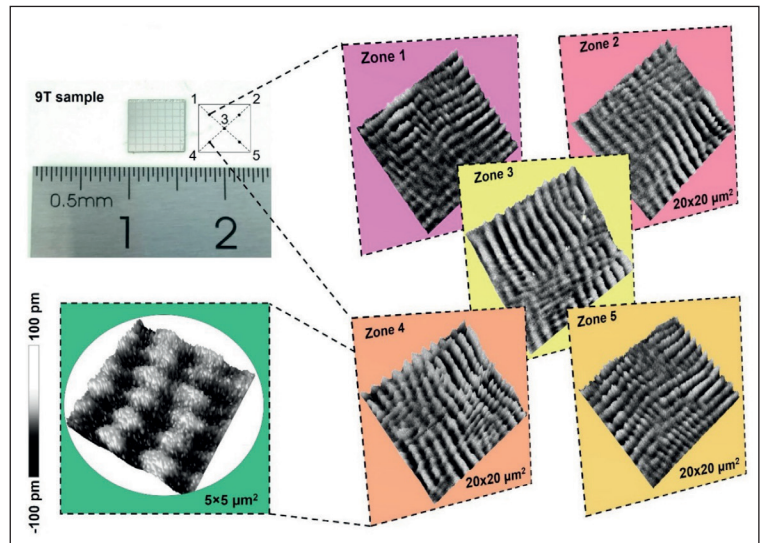 9T sample
1 2
3
4 5
0.5mm
1 2
Zone 1
Zone 2
20x20 µm²
Zone 3
Zone 4
20x20 µm²
Zone 5
20x20 µm²
100 pm
-100 pm
5×5 µm²